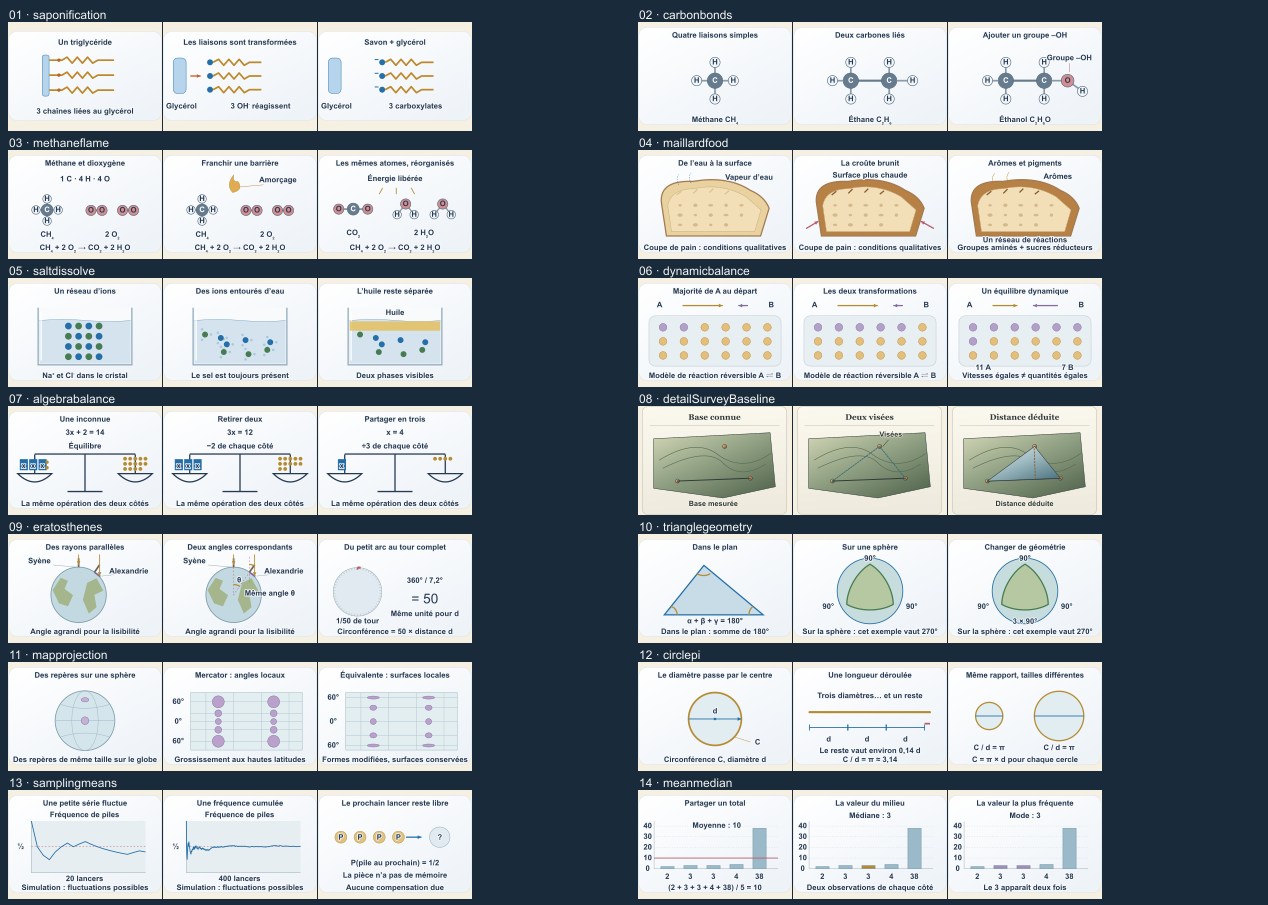 01 · saponification
Un triglycéride
3 chaînes liées au glycérol
Les liaisons sont transformées
Glycérol
3 OH⁻ réagissent
Savon + glycérol
Glycérol
3 carboxylates
02 · carbonbonds
Quatre liaisons simples
H
H C H
H
Méthane CH₄
Deux carbones liés
H H
H C C H
H H
Éthane C₂H₆
Ajouter un groupe –OH
Groupe –OH
H H
H C C O
H H H
Éthanol C₂H₆O
03 · methaneflame
Méthane et dioxygène
1 C · 4 H · 4 O
H
H C H O O O O
H
CH₄ 2 O₂
CH₄ + 2 O₂ → CO₂ + 2 H₂O
Franchir une barrière
Amorçage
H
H C H O O O O
H
CH₄ 2 O₂
CH₄ + 2 O₂ → CO₂ + 2 H₂O
Les mêmes atomes, réorganisés
Énergie libérée
O C O O O
H H H H
CO₂ 2 H₂O
CH₄ + 2 O₂ → CO₂ + 2 H₂O
04 · maillardfood
De l’eau à la surface
Vapeur d’eau
Coupe de pain : conditions qualitatives
La croûte brunit
Surface plus chaude
Coupe de pain : conditions qualitatives
Arômes et pigments
Arômes
Un réseau de réactions
Groupes aminés + sucres réducteurs
05 · saltdissolve
Un réseau d’ions
Na⁺ et Cl⁻ dans le cristal
Des ions entourés d’eau
Le sel est toujours présent
L’huile reste séparée
Huile
Deux phases visibles
06 · dynamicbalance
Majorité de A au départ
A B
Modèle de réaction réversible A ⇌ B
Les deux transformations
A B
Modèle de réaction réversible A ⇌ B
Un équilibre dynamique
A B
11 A 7 B
Vitesses égales ≠ quantités égales
07 · algebrabalance
Une inconnue
3x + 2 = 14
Équilibre
x x x
La même opération des deux côtés
Retirer deux
3x = 12
−2 de chaque côté
x x x
La même opération des deux côtés
Partager en trois
x = 4
÷3 de chaque côté
x
La même opération des deux côtés
08 · detailSurveyBaseline
Base connue
Base mesurée
Deux visées
Visées
Distance déduite
Distance déduite
09 · eratosthenes
Des rayons parallèles
Syène
Alexandrie
Angle agrandi pour la lisibilité
Deux angles correspondants
Syène
Alexandrie
θ
Même angle θ
Angle agrandi pour la lisibilité
Du petit arc au tour complet
360° / 7,2°
= 50
Même unité pour d
1/50 de tour
Circonférence = 50 × distance d
10 · trianglegeometry
Dans le plan
α + β + γ = 180°
Dans le plan : somme de 180°
Sur une sphère
90°
90° 90°
Sur la sphère : cet exemple vaut 270°
Changer de géométrie
90°
90° 90°
3 × 90°
Sur la sphère : cet exemple vaut 270°
11 · mapprojection
Des repères sur une sphère
Des repères de même taille sur le globe
Mercator : angles locaux
60°
0°
60°
Grossissement aux hautes latitudes
Équivalente : surfaces locales
60°
0°
60°
Formes modifiées, surfaces conservées
12 · circlepi
Le diamètre passe par le centre
d
C
Circonférence C, diamètre d
Une longueur déroulée
Trois diamètres… et un reste
d d d
Le reste vaut environ 0,14 d
C / d = π ≈ 3,14
Même rapport, tailles différentes
C / d = π C / d = π
C = π × d pour chaque cercle
13 · samplingmeans
Une petite série fluctue
Fréquence de piles
½
20 lancers
Simulation : fluctuations possibles
Une fréquence cumulée
Fréquence de piles
½
400 lancers
Simulation : fluctuations possibles
Le prochain lancer reste libre
P P P P ?
P(pile au prochain) = 1/2
La pièce n’a pas de mémoire
Aucune compensation due
14 · meanmedian
Partager un total
Moyenne : 10
40
30
20
10
0
2 3 3 4 38
(2 + 3 + 3 + 4 + 38) / 5 = 10
La valeur du milieu
Médiane : 3
40
30
20
10
0
2 3 3 4 38
Deux observations de chaque côté
La valeur la plus fréquente
Mode : 3
40
30
20
10
0
2 3 3 4 38
Le 3 apparaît deux fois